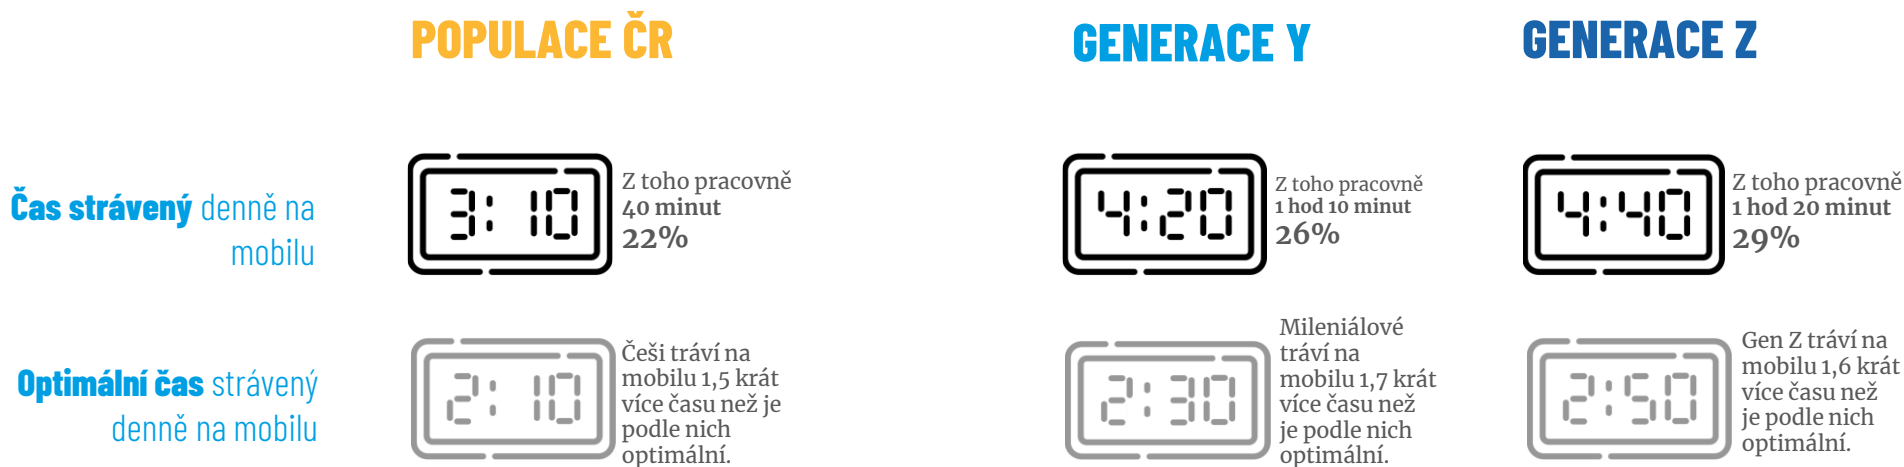 POPULACE ČR
GENERACE Y
GENERACE Z
Čas strávený denně na
mobilu
3:10
Z toho pracovně
40 minut
22%
4:20
Z toho pracovně
1 hod 10 minut
26%
4:40
Z toho pracovně
1 hod 20 minut
29%
Optimální čas strávený
denně na mobilu
2:10
Češi tráví na
mobilu 1,5 krát
více času než je
podle nich
optimální.
2:30
Mileniálové
tráví na
mobilu 1,7 krát
více času než
je podle nich
optimální.
2:50
Gen Z tráví na
mobilu 1,6 krát
více času než
je podle nich
optimální.